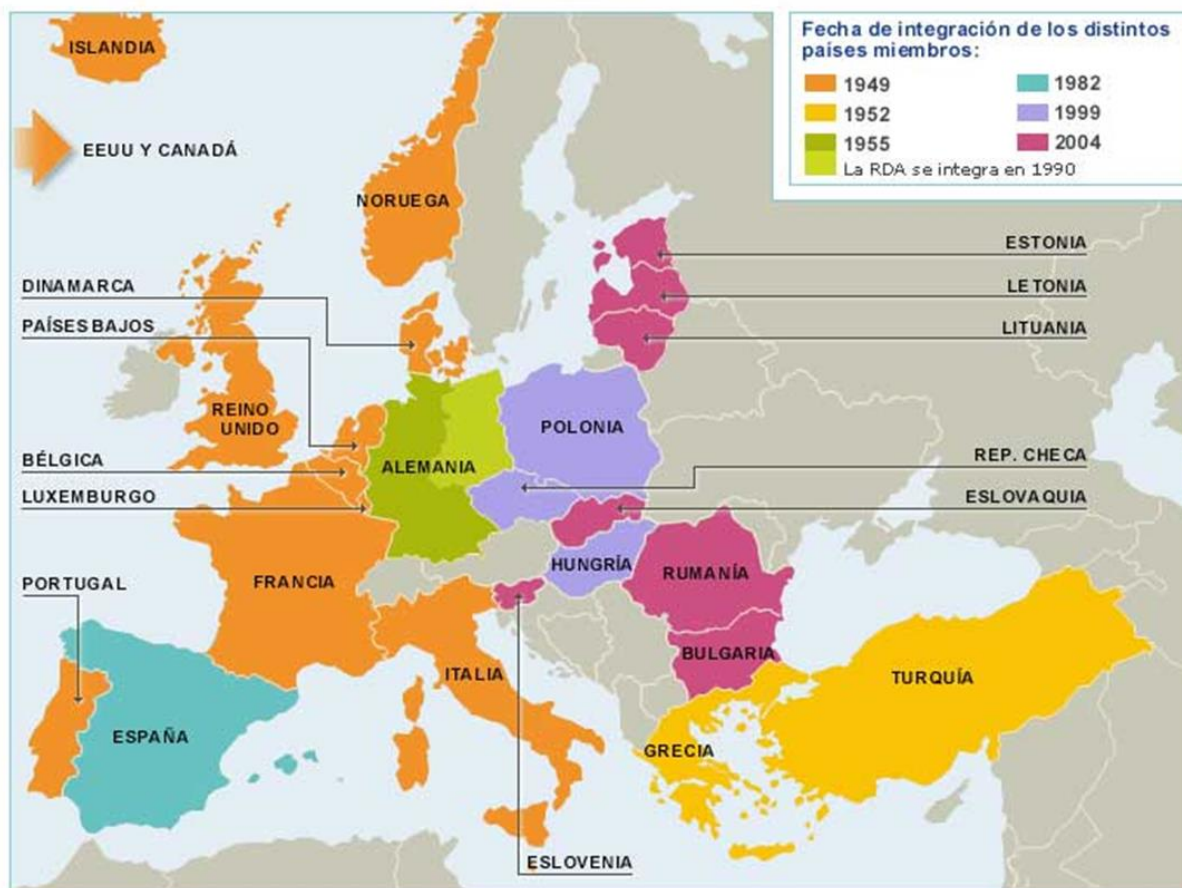 Fecha de integración de los distintos
países miembros:
1949
1952
1955
La RDA se integra en 1990
1982
1999
2004
ISLANDIA
EEUU Y CANADÁ
NORUEGA
DINAMARCA
PAÍSES BAJOS
REINO
UNIDO
BÉLGICA
LUXEMBURGO
ALEMANIA
POLONIA
ESTONIA
LETONIA
LITUANIA
REP. CHECA
ESLOVAQUIA
FRANCIA
HUNGRÍA
RUMANÍA
PORTUGAL
ESPAÑA
ITALIA
BULGARIA
TURQUÍA
GRECIA
ESLOVENIA